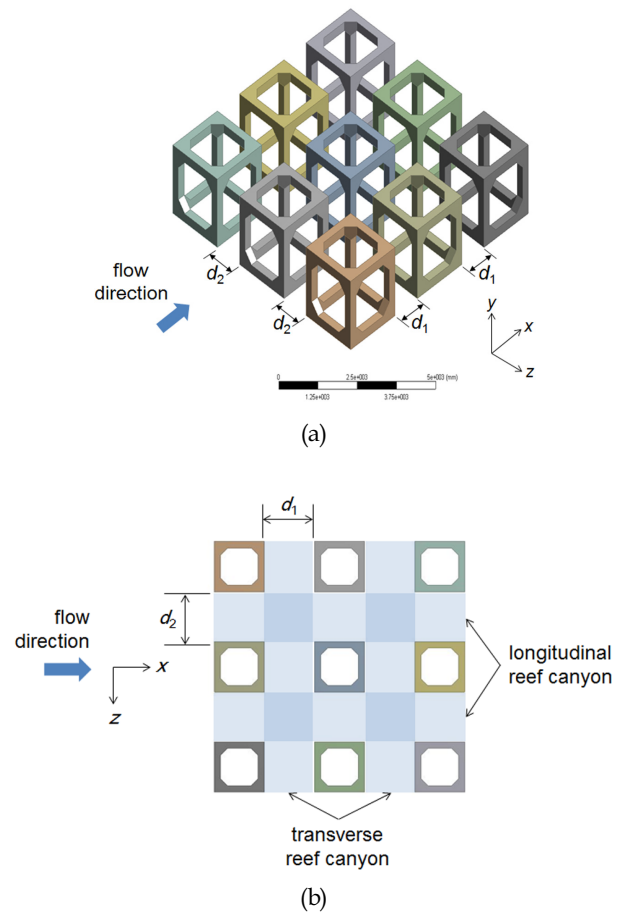 flow
direction
d2
d2
d1
d1
y
x
z
0
2.5e+003
5e+003 (mm)
1.25e+003
3.75e+003
(a)
d1
flow
direction
d2
x
z
longitudinal
reef canyon
transverse
reef canyon
(b)